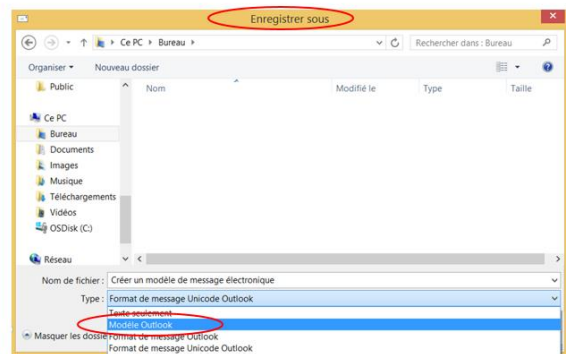 Enregistrer sous
Ce PC › Bureau ›
Rechercher dans : Bureau
Organiser
Nouveau dossier
Nom
Modifié le
Type
Taille
Public
Ce PC
Bureau
Documents
Images
Musique
Téléchargements
Vidéos
OSDisk (C:)
Réseau
Nom de fichier : Créer un modèle de message électronique
Type : Format de message Unicode Outlook
Texte seulement
Modèle Outlook
Masquer les dossie
Format de message Outlook
Format de message Unicode Outlook